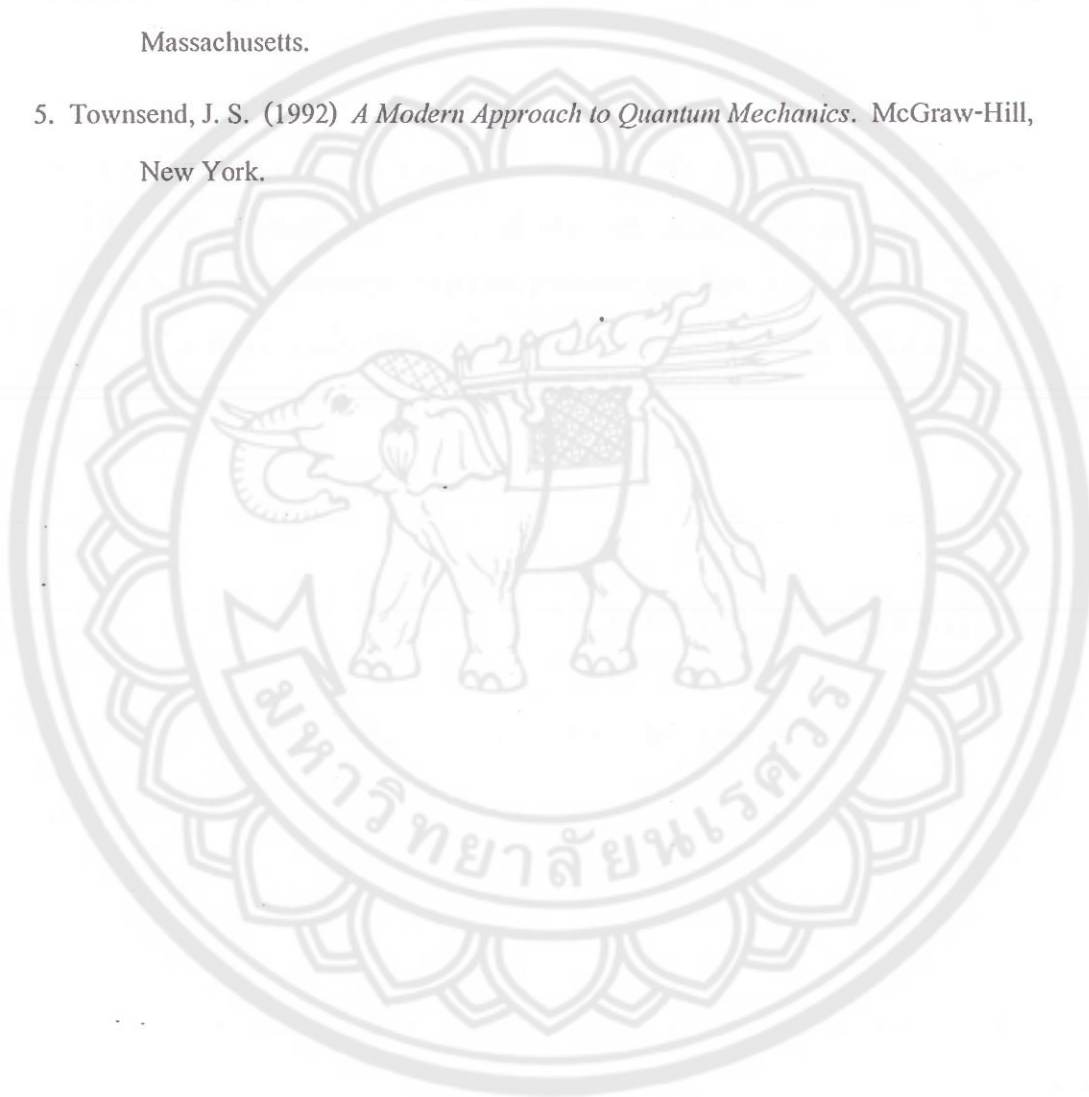 Massachusetts.
5. Townsend, J. S. (1992) A Modern Approach to Quantum Mechanics. McGraw-Hill,
New York.
มหาวิทยาลัยนเรศวร